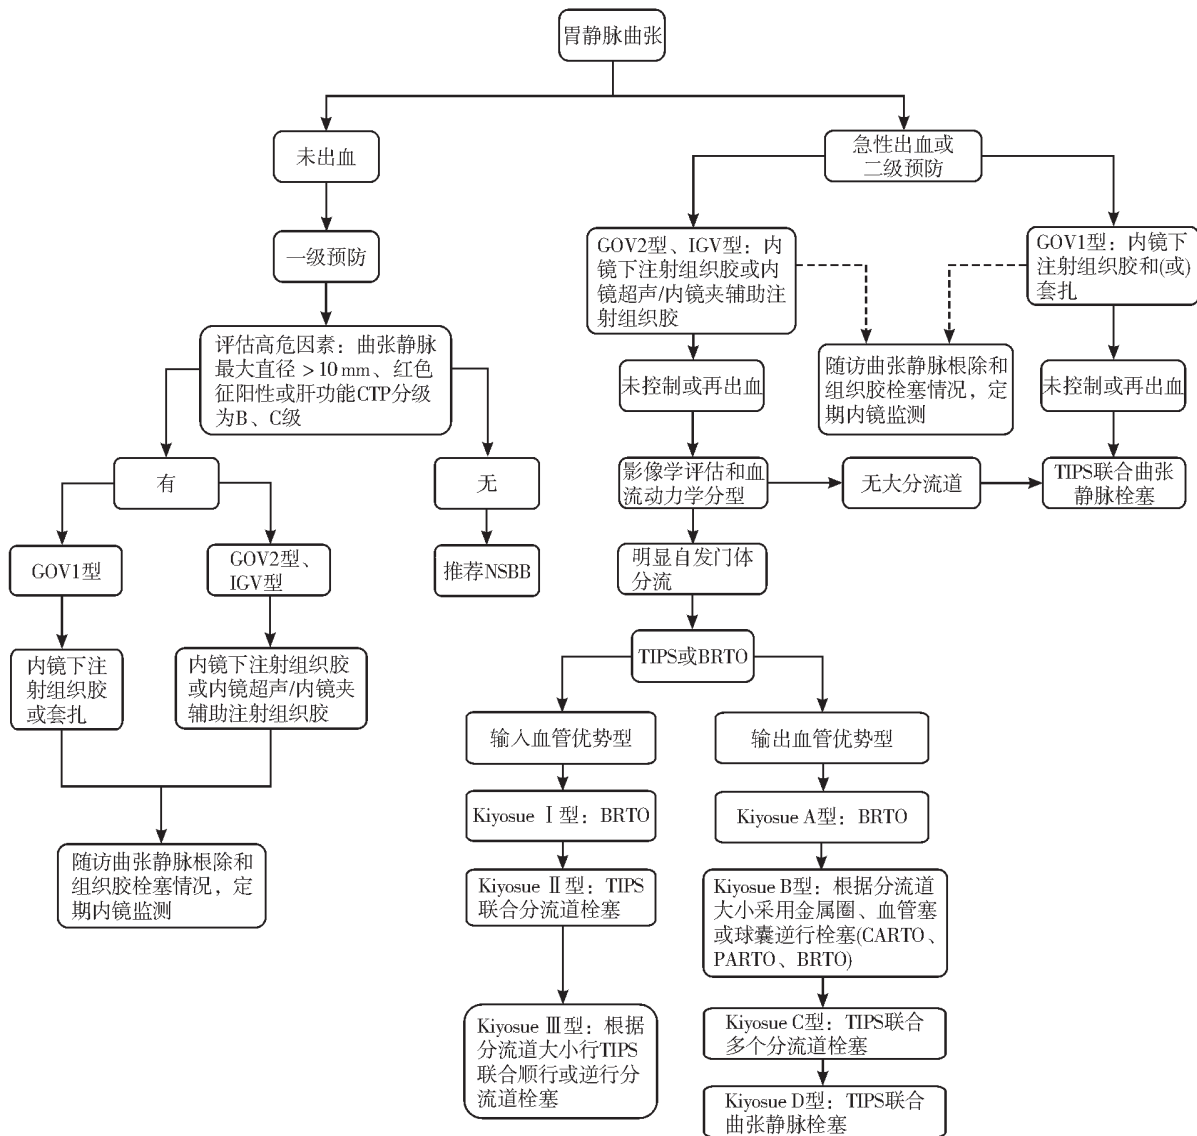 胃静脉曲张
未出血
急性出血或
二级预防
一级预防
GOV2型、IGV型：内
镜下注射组织胶或内
镜超声/内镜夹辅助注
射组织胶
GOV1型：内镜下
注射组织胶和(或)
套扎
评估高危因素：曲张静脉
最大直径 > 10 mm、红色
征阳性或肝功能CTP分级
为B、C级
随访曲张静脉根除和
组织胶栓塞情况，定
期内镜监测
未控制或再出血
未控制或再出血
有
无
影像学评估和血
流动力学分型
无大分流道
TIPS联合曲张
静脉栓塞
GOV1型
GOV2型、
IGV型
推荐NSBB
明显自发门体
分流
内镜下注
射组织胶
或套扎
内镜下注射组织胶
或内镜超声/内镜夹
辅助注射组织胶
TIPS或BRTO
输入血管优势型
输出血管优势型
Kiyosue Ⅰ型：BRTO
Kiyosue A型：BRTO
随访曲张静脉根除和
组织胶栓塞情况，定
期内镜监测
Kiyosue Ⅱ型：TIPS
联合分流道栓塞
Kiyosue B型：根据分流道
大小采用金属圈、血管塞
或球囊逆行栓塞(CARTO、
PARTO、BRTO)
Kiyosue Ⅲ型：根据
分流道大小行TIPS
联合顺行或逆行分
流道栓塞
Kiyosue C型：TIPS联合
多个分流道栓塞
Kiyosue D型：TIPS联合
曲张静脉栓塞